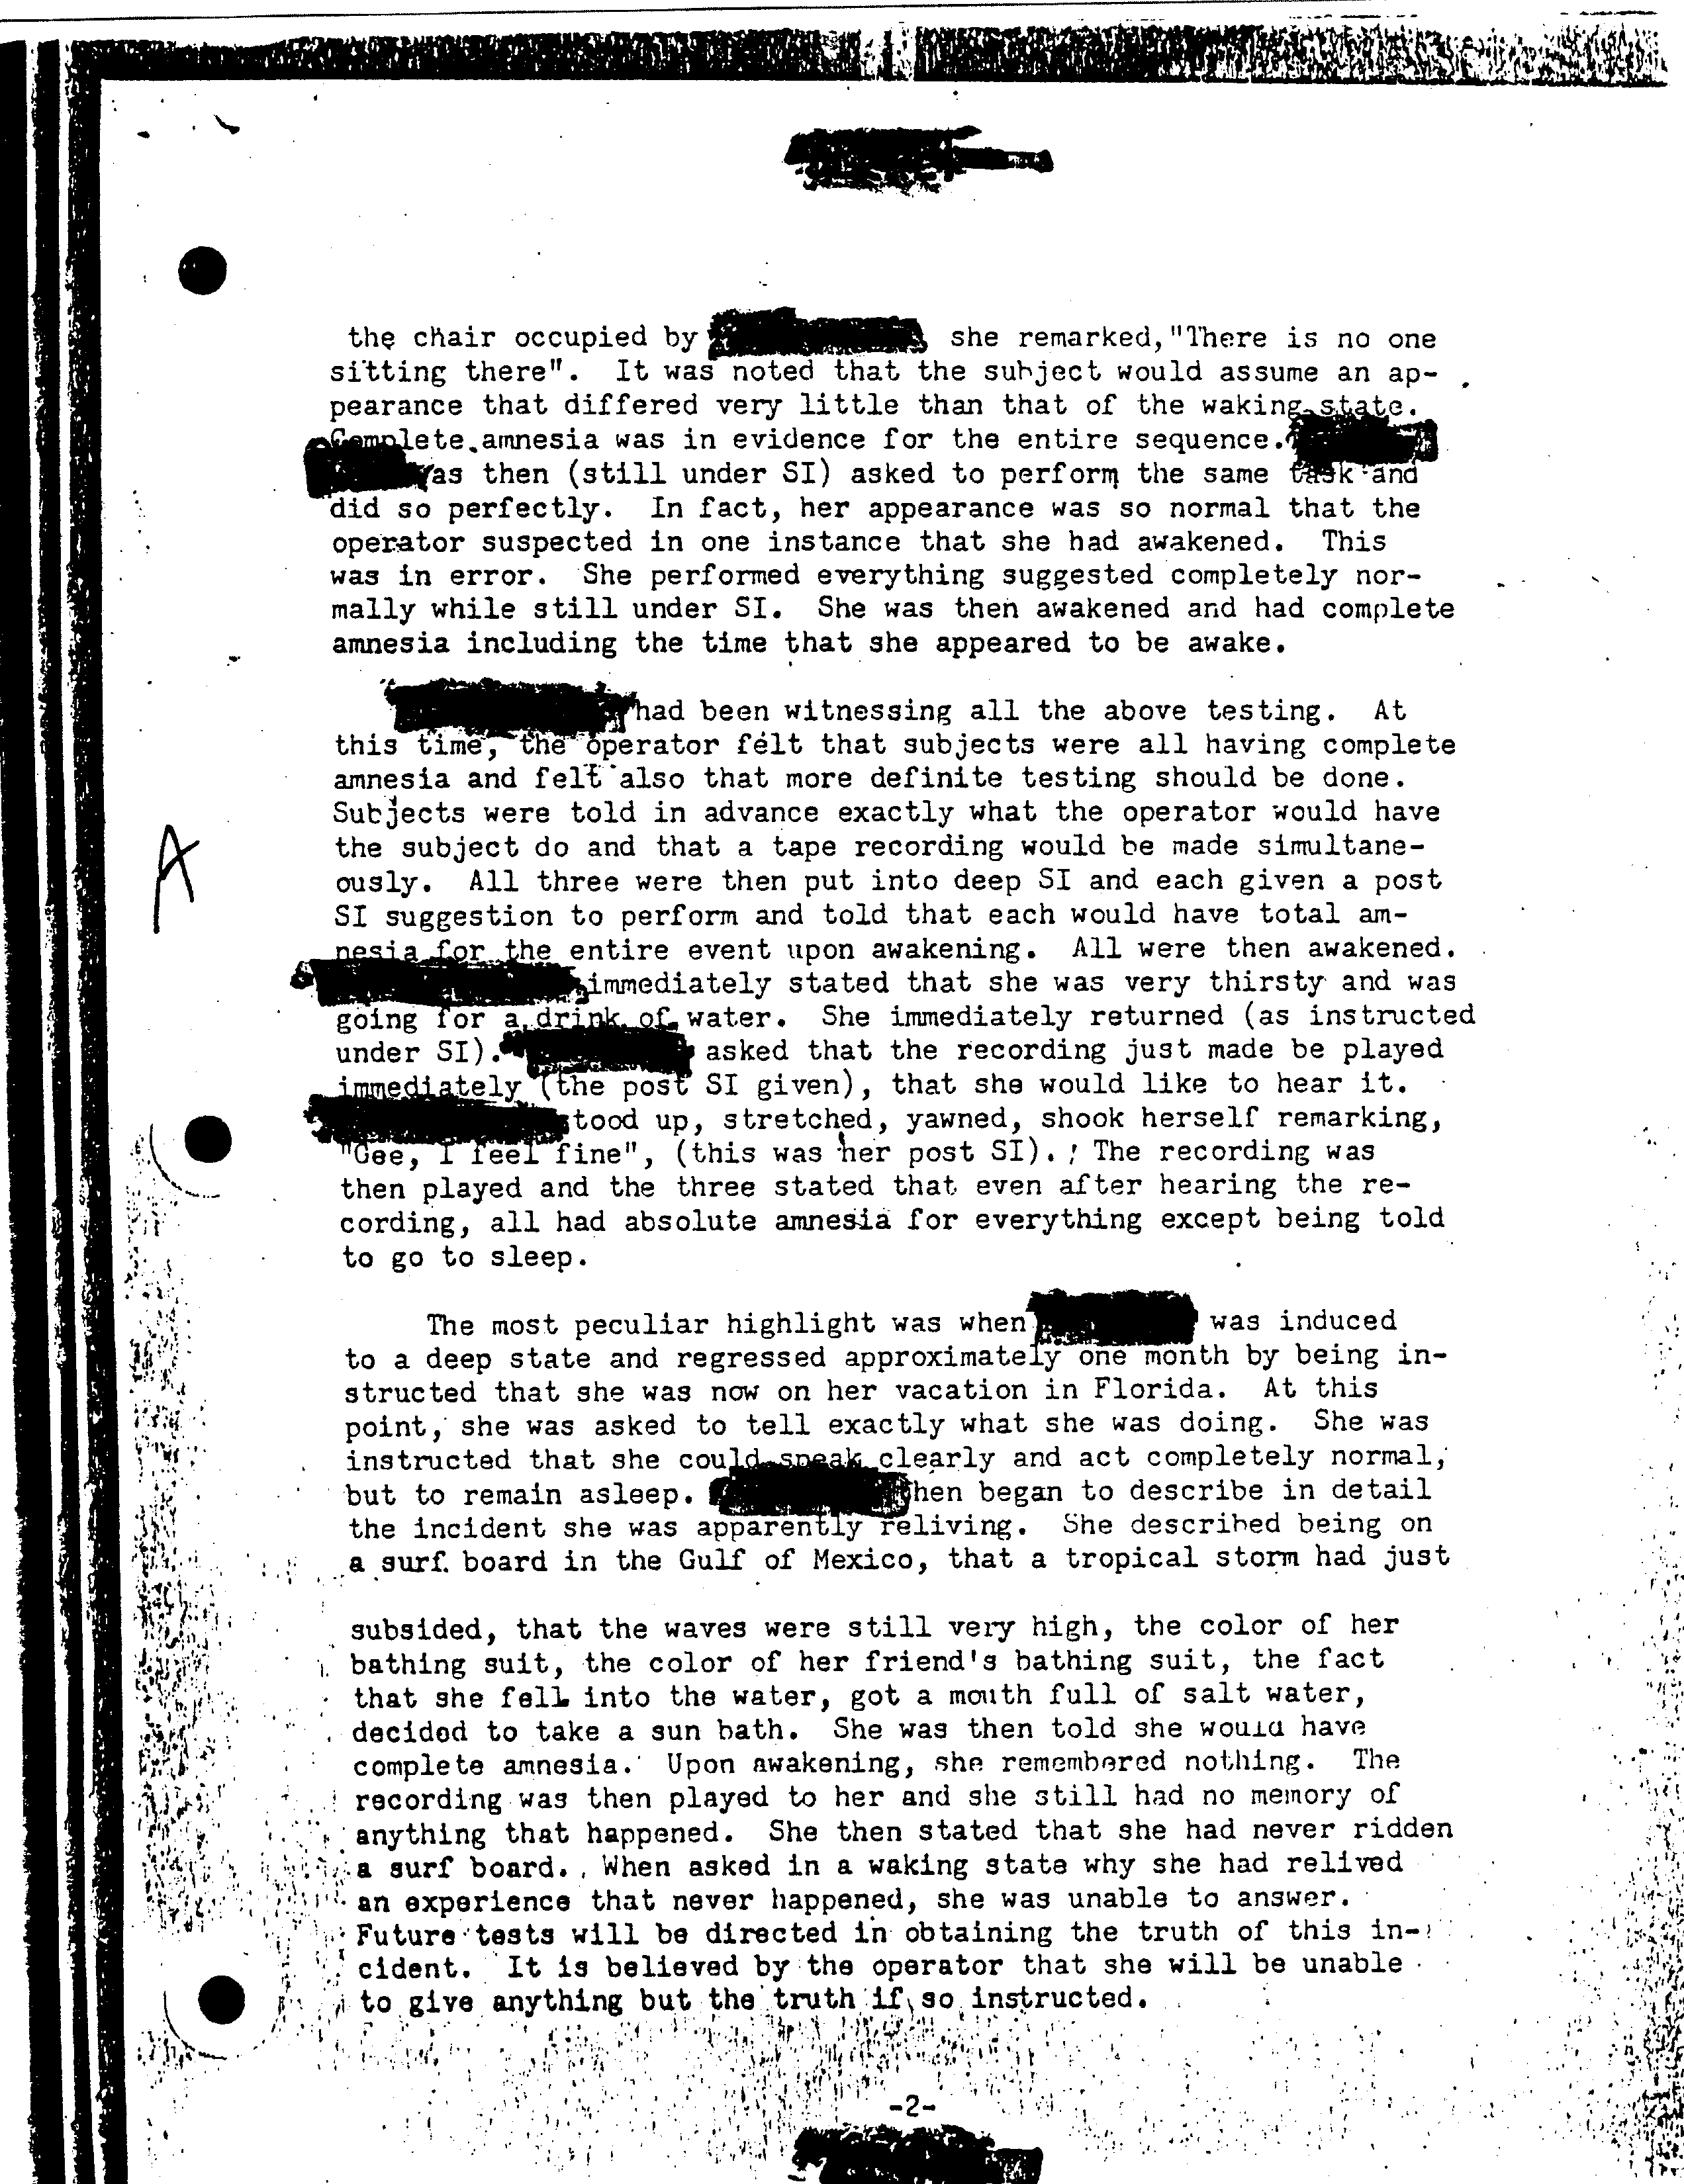 the chair occupied by she remarked,"There is no one
sitting there". It was noted that the subject would assume an ap-
pearance that differed very little than that of the waking state.
Complete amnesia was in evidence for the entire sequence.
as then (still under SI) asked to perform the same task and
did so perfectly. In fact, her appearance was so normal that the
operator suspected in one instance that she had awakened. This
was in error. She performed everything suggested completely nor-
mally while still under SI. She was then awakened and had complete
amnesia including the time that she appeared to be awake.
had been witnessing all the above testing. At
this time, the operator felt that subjects were all having complete
amnesia and felt also that more definite testing should be done.
Subjects were told in advance exactly what the operator would have
the subject do and that a tape recording would be made simultane-
ously. All three were then put into deep SI and each given a post
SI suggestion to perform and told that each would have total am-
nesia for the entire event upon awakening. All were then awakened.
immediately stated that she was very thirsty and was
going for a drink of water. She immediately returned (as instructed
under SI). asked that the recording just made be played
immediately (the post SI given), that she would like to hear it.
stood up, stretched, yawned, shook herself remarking,
"Gee, I feel fine", (this was her post SI). The recording was
then played and the three stated that even after hearing the re-
cording, all had absolute amnesia for everything except being told
to go to sleep.
A
The most peculiar highlight was when was induced
to a deep state and regressed approximately one month by being in-
structed that she was now on her vacation in Florida. At this
point, she was asked to tell exactly what she was doing. She was
instructed that she could speak clearly and act completely normal,
but to remain asleep. then began to describe in detail
the incident she was apparently reliving. She described being on
a surf board in the Gulf of Mexico, that a tropical storm had just
subsided, that the waves were still very high, the color of her
bathing suit, the color of her friend's bathing suit, the fact
that she fell into the water, got a mouth full of salt water,
decided to take a sun bath. She was then told she would have
complete amnesia. Upon awakening, she remembered nothing. The
recording was then played to her and she still had no memory of
anything that happened. She then stated that she had never ridden
a surf board. When asked in a waking state why she had relived
an experience that never happened, she was unable to answer.
Future tests will be directed in obtaining the truth of this in-
cident. It is believed by the operator that she will be unable
to give anything but the truth if so instructed.
-2-